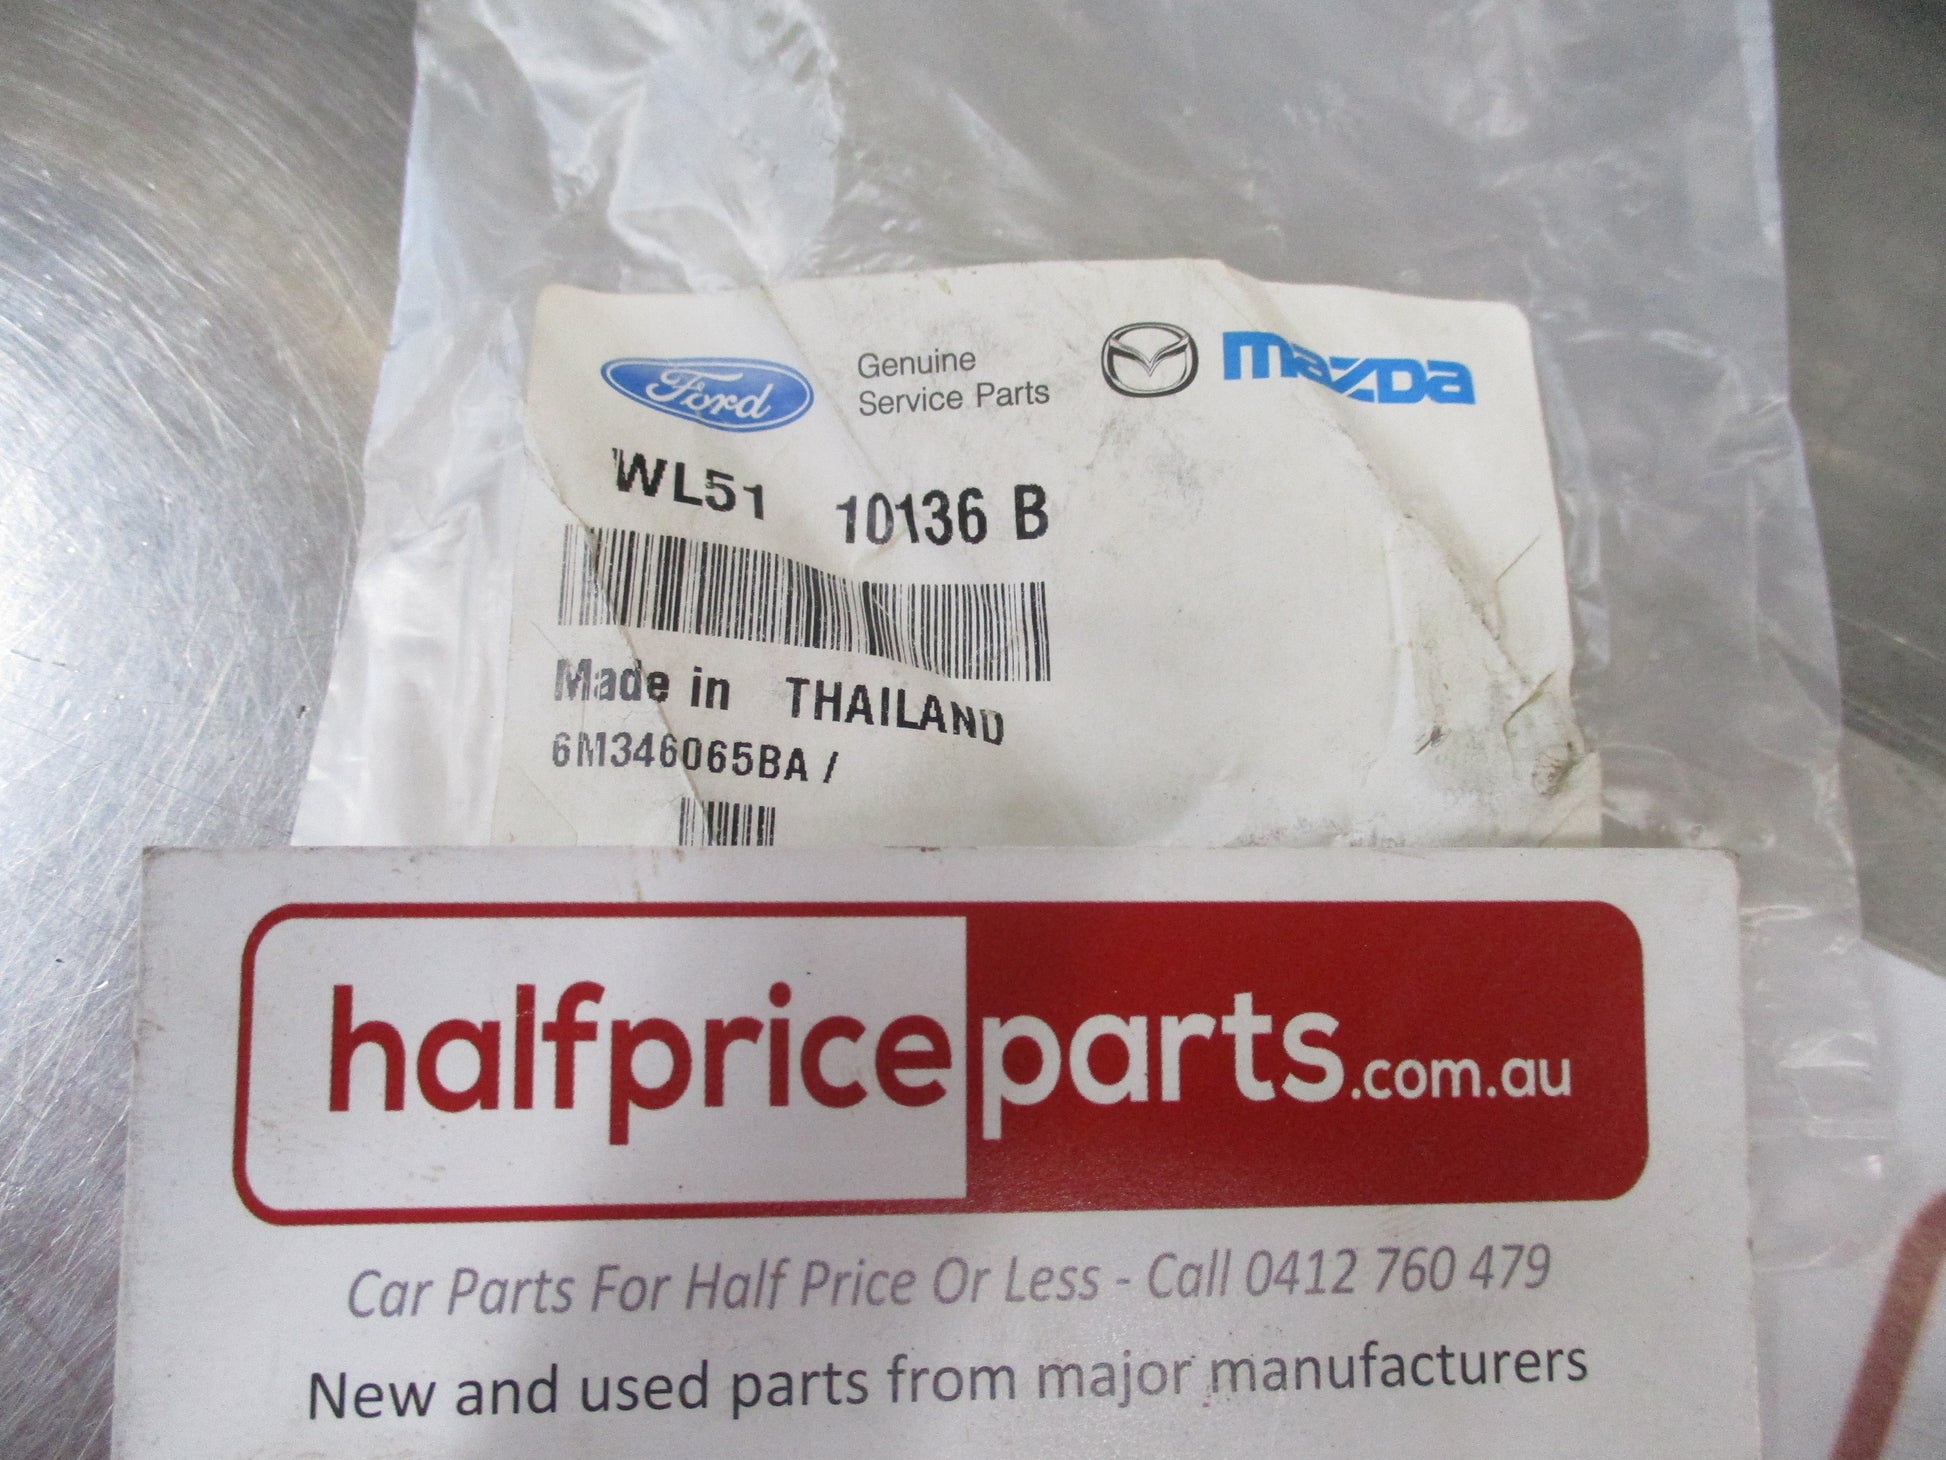 Ford
Genuine
Service Parts
mazda
WL51 10136 B
Made in THAILAND
6M346065BA /
halfpriceparts.com.au
Car Parts For Half Price Or Less - Call 0412 760 479
New and used parts from major manufacturers